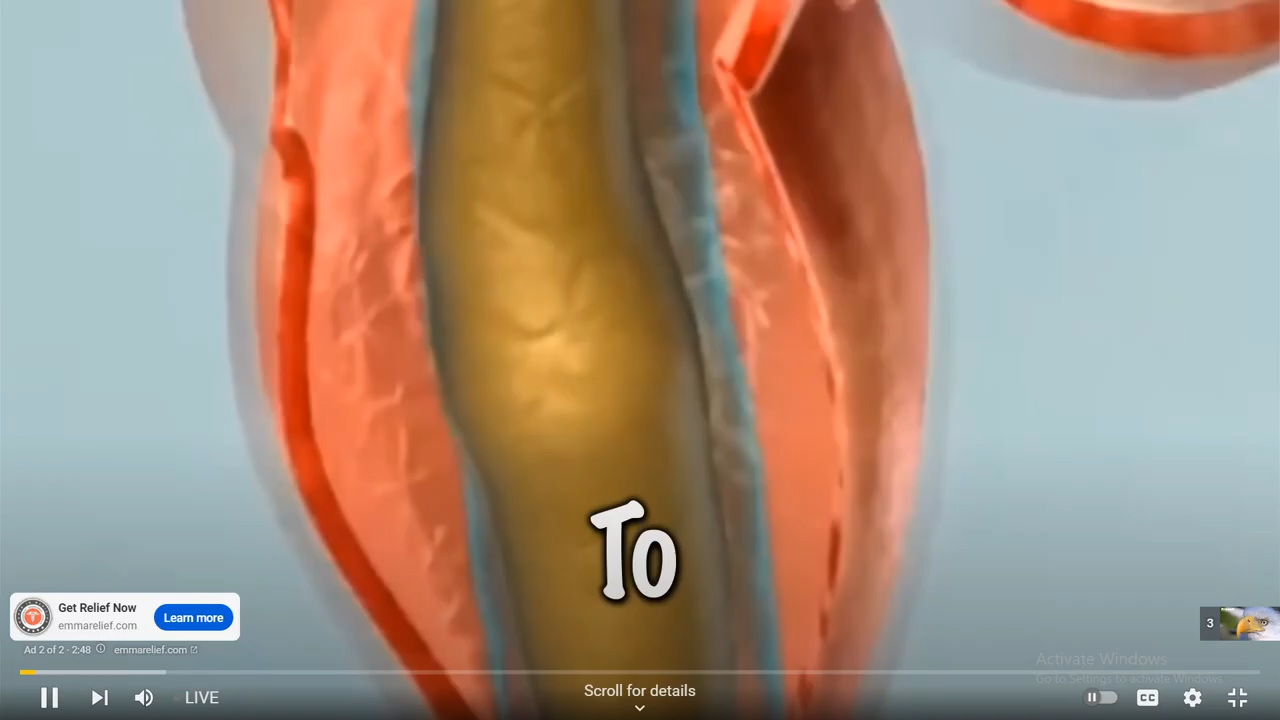 To
Get Relief Now
emmarelief.com
Learn more
Ad 2 of 2 · 2:48
emmarelief.com
3
Activate Windows
Go to Settings to activate Windows.
LIVE
Scroll for details
CC